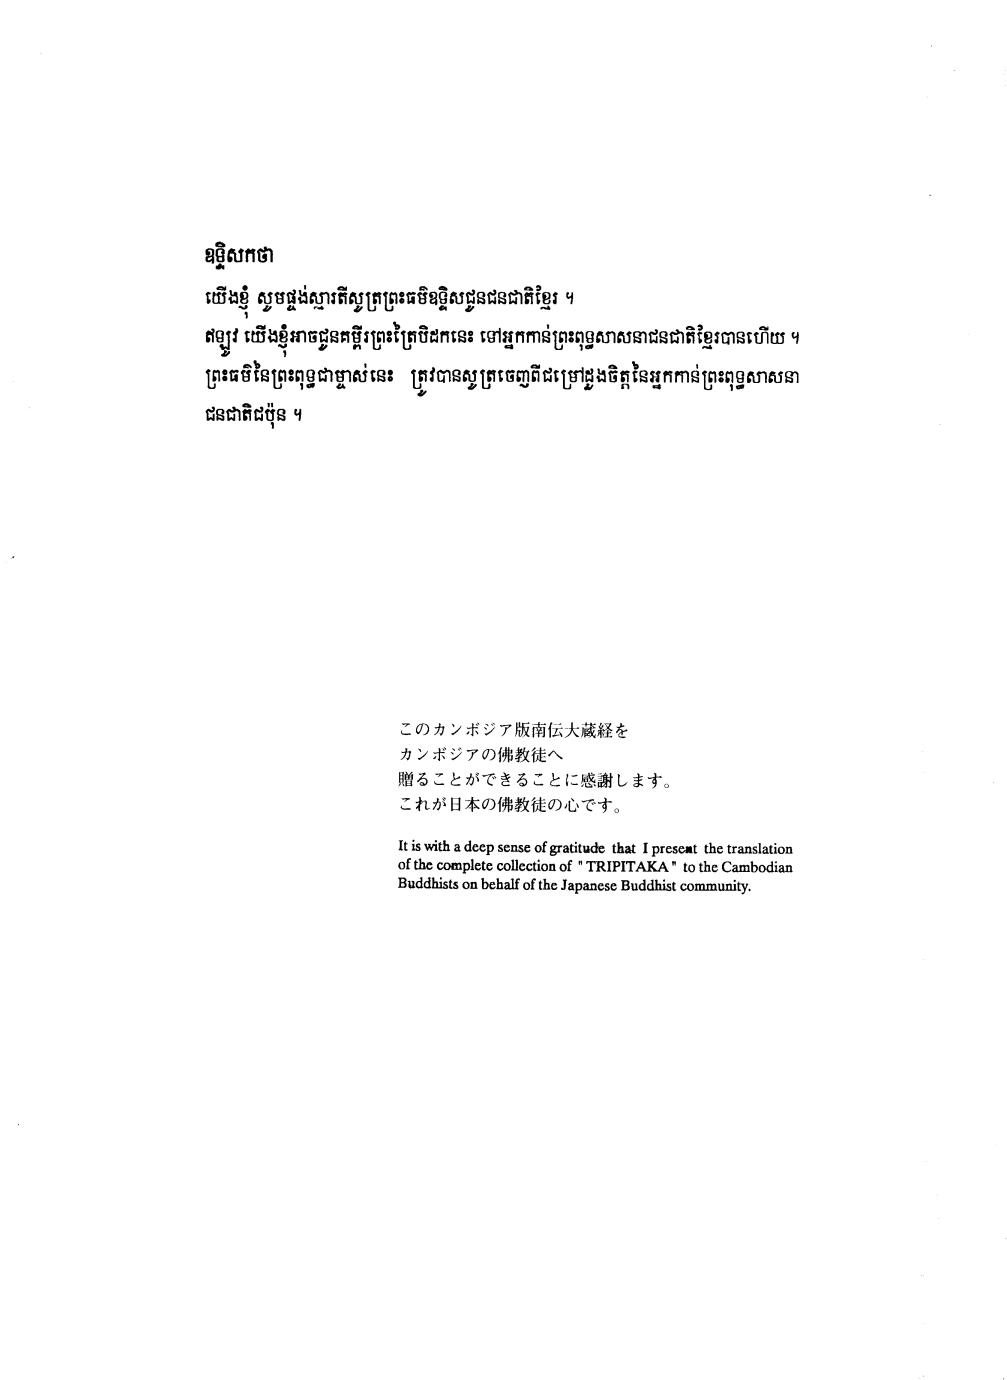 ឧទ្ទិសកថា
យើងខ្ញុំ សូមផ្ចង់ស្មារតីសូត្រព្រះធម៌ឧទ្ទិសជូនជនជាតិខ្មែរ ។
ឥឡូវ យើងខ្ញុំអាចជូនគម្ពីរព្រះត្រៃបិដកនេះ ទៅអ្នកកាន់ព្រះពុទ្ធសាសនាជនជាតិខ្មែរបានហើយ ។
ព្រះធម៌នៃព្រះពុទ្ធជាម្ចាស់នេះ ត្រូវបានសូត្រចេញពីជម្រៅដួងចិត្តនៃអ្នកកាន់ព្រះពុទ្ធសាសនា
ជនជាតិជប៉ុន ។
このカンボジア版南伝大蔵経を
カンボジアの佛教徒へ
贈ることができることに感謝します。
これが日本の佛教徒の心です。
It is with a deep sense of gratitude that I present the translation
of the complete collection of " TRIPITAKA " to the Cambodian
Buddhists on behalf of the Japanese Buddhist community.